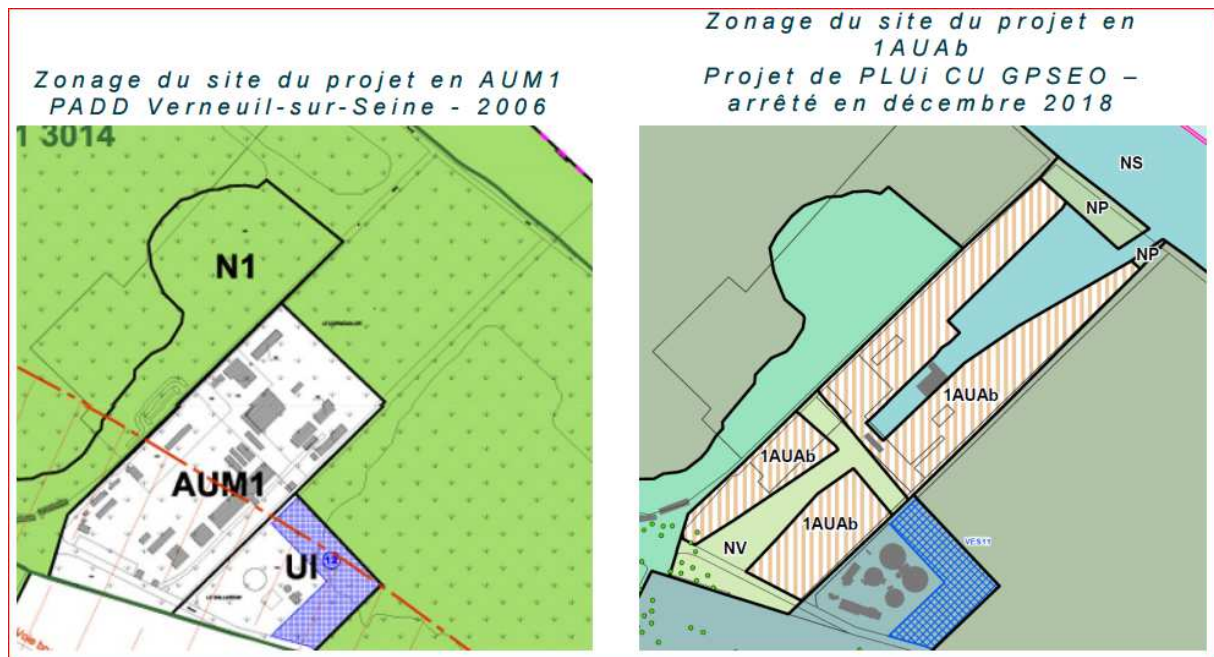 Zonage du site du projet en AUM1
PADD Verneuil-sur-Seine - 2006
Zonage du site du projet en
1AUAb
Projet de PLUi CU GPSEO –
arrêté en décembre 2018
1 3014
N1
AUM1
UI
12
NS
NP
NP
1AUAb
1AUAb
1AUAb
NV
VES11